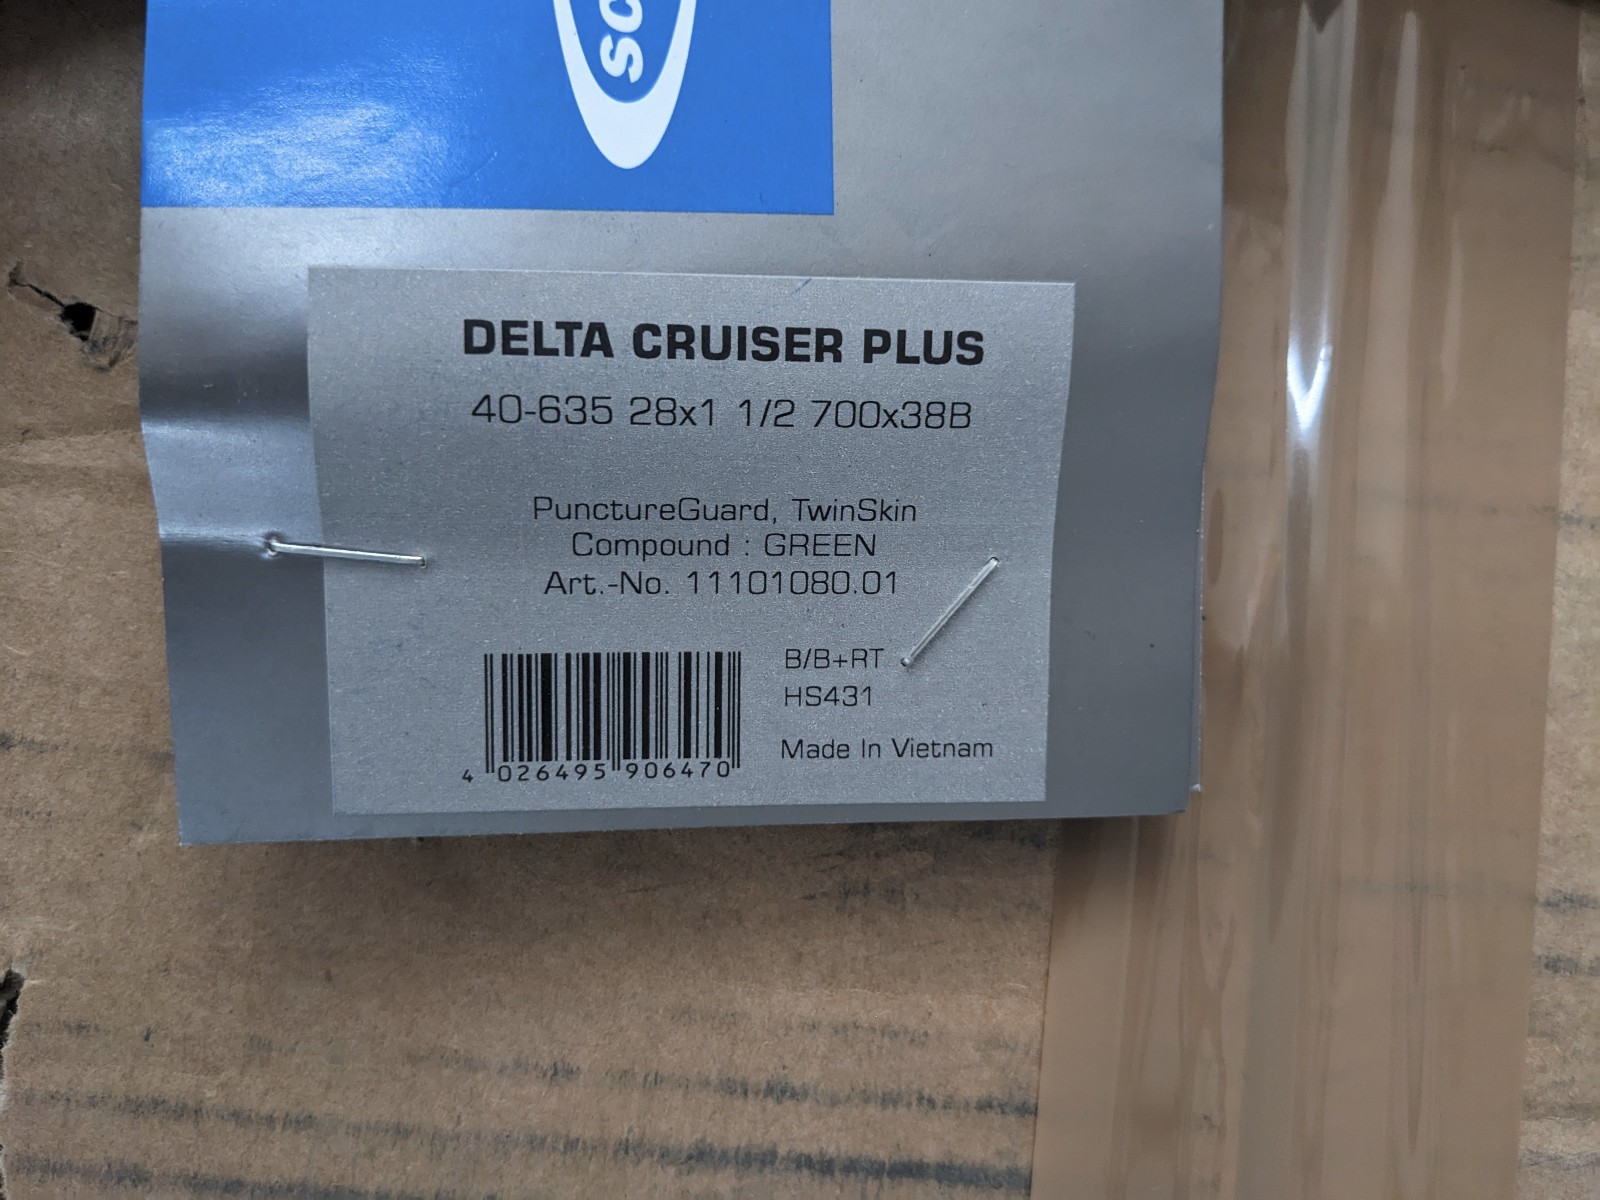 SC
DELTA CRUISER PLUS
40-635 28x1 1/2 700x38B
PunctureGuard, TwinSkin
Compound : GREEN
Art.-No. 11101080.01
B/B+RT
HS431
Made In Vietnam
4 026495 906470